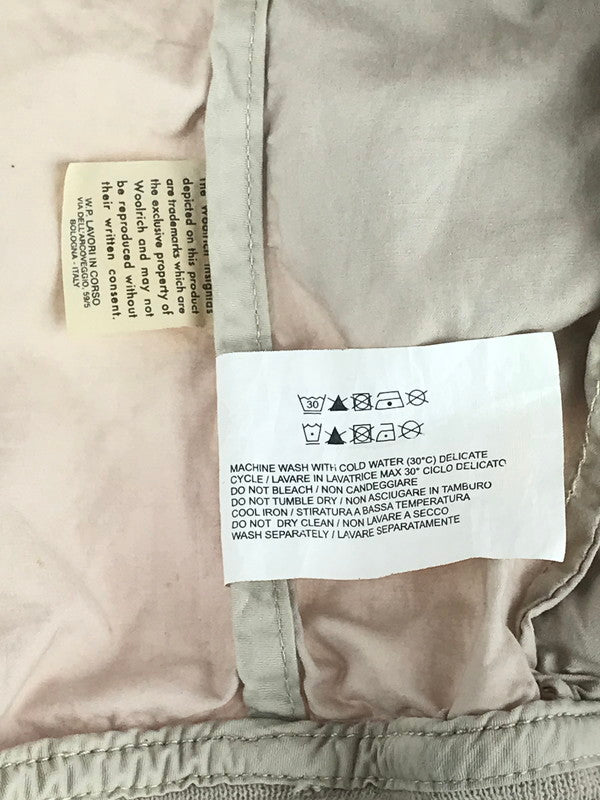 the Woolrich insignias
depicted on this product
are trademarks which are
the exclusive property of
Woolrich and may not
be reproduced without
their written consent.
W.P. LAVORI IN CORSO
VIA DELL'ARCOVEGGIO, 59/5
BOLOGNA - ITALY
30
MACHINE WASH WITH COLD WATER (30°C) DELICATE
CYCLE / LAVARE IN LAVATRICE MAX 30° CICLO DELICATO
DO NOT BLEACH / NON CANDEGGIARE
DO NOT TUMBLE DRY / NON ASCIUGARE IN TAMBURO
COOL IRON / STIRATURA A BASSA TEMPERATURA
DO NOT DRY CLEAN / NON LAVARE A SECCO
WASH SEPARATELY / LAVARE SEPARATAMENTE